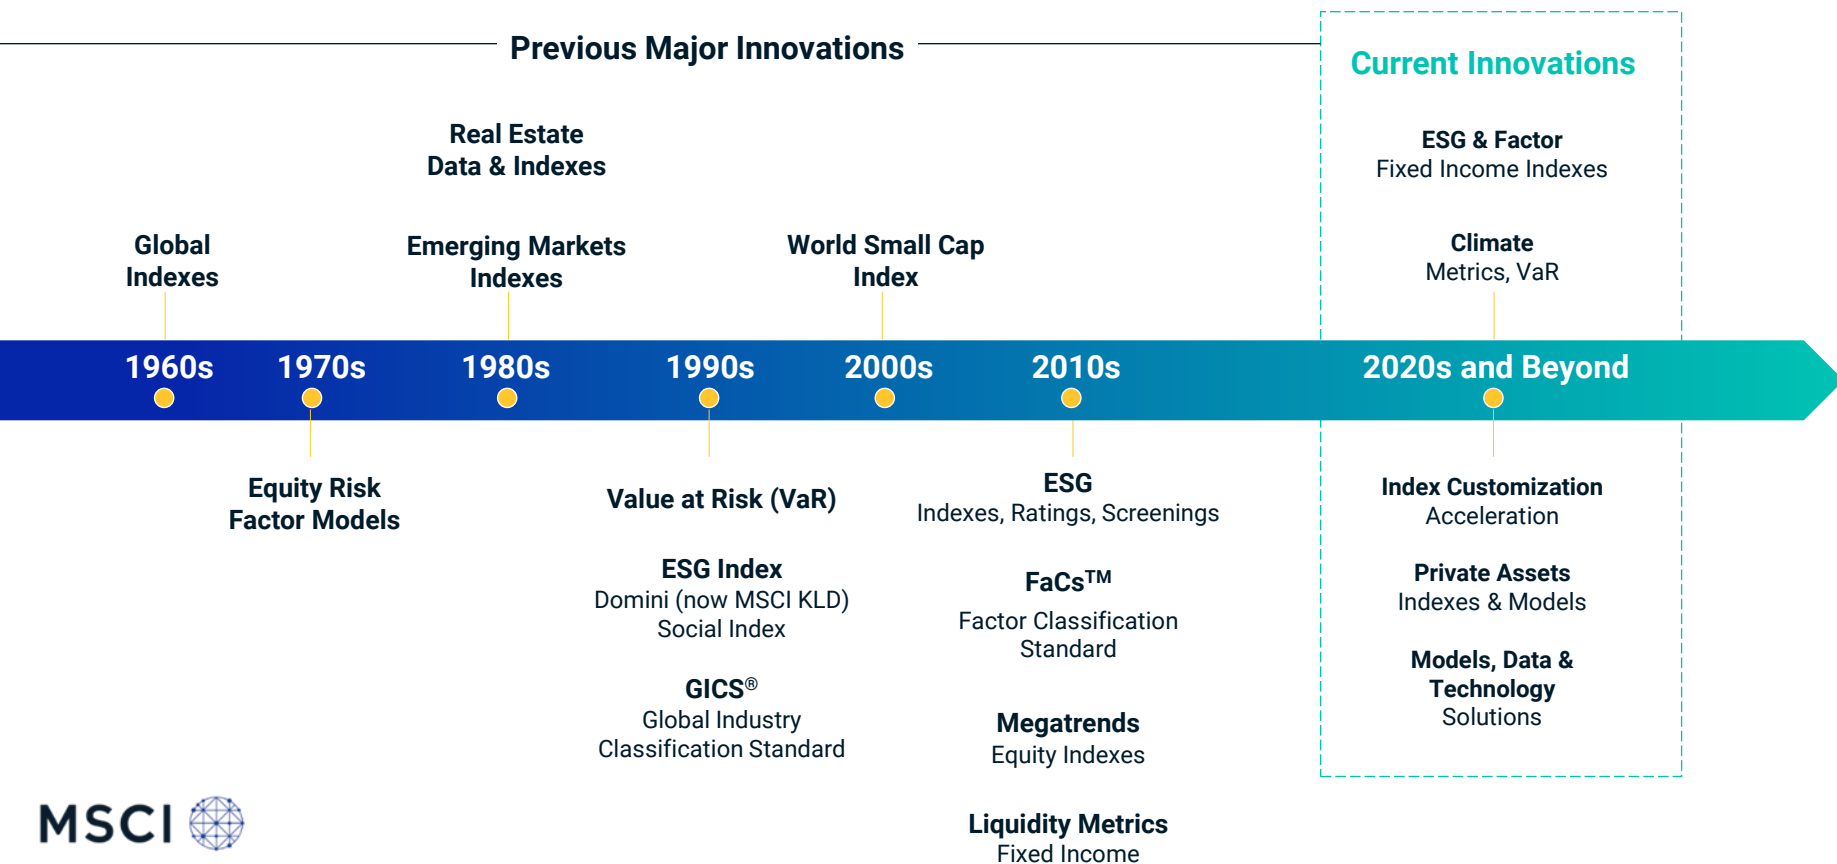 Previous Major Innovations
Current Innovations
Real Estate
Data & Indexes
ESG & Factor
Fixed Income Indexes
Global
Indexes
Emerging Markets
Indexes
World Small Cap
Index
Climate
Metrics, VaR
1960s
1970s
1980s
1990s
2000s
2010s
2020s and Beyond
Equity Risk
Factor Models
Value at Risk (VaR)
ESG Index
Domini (now MSCI KLD)
Social Index
GICS®
Global Industry
Classification Standard
ESG
Indexes, Ratings, Screenings
FaCs™
Factor Classification
Standard
Megatrends
Equity Indexes
Liquidity Metrics
Fixed Income
Index Customization
Acceleration
Private Assets
Indexes & Models
Models, Data &
Technology
Solutions
MSCI